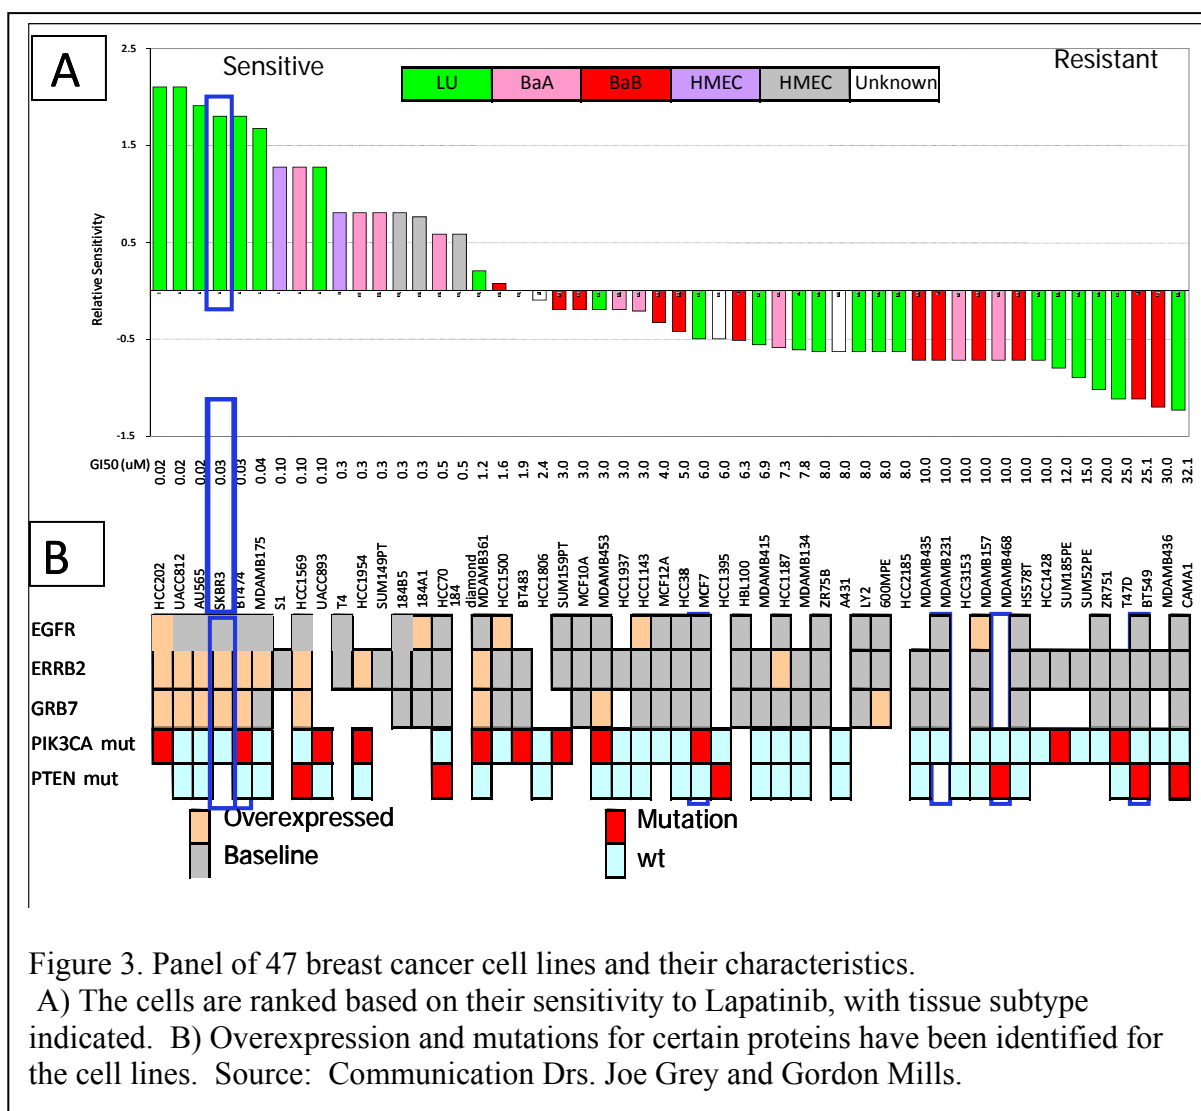 A
Sensitive
Resistant
LU BaA BaB HMEC HMEC Unknown
2.5
1.5
0.5
-0.5
-1.5
Relative Sensitivity
GI50 (uM) 0.02 0.02 0.02 0.03 0.03 0.04 0.10 0.10 0.10 0.3 0.3 0.3 0.3 0.3 0.5 0.5 1.2 1.6 1.9 2.4 3.0 3.0 3.0 3.0 3.0 4.0 5.0 6.0 6.0 6.3 6.9 7.3 7.8 8.0 8.0 8.0 8.0 8.0 10.0 10.0 10.0 10.0 10.0 10.0 10.0 12.0 15.0 20.0 25.0 25.1 30.0 32.1
B
HCC202 UACC812 AU565 SKBR3 BT474 MDAMB175 S1 HCC1569 UACC893 T4 HCC1954 SUM149PT 184B5 184A1 HCC70 184 diamond MDAMB361 HCC1500 BT483 HCC1806 SUM159PT MDAMB453 HCC1937 HCC1143 MCF10A MCF12A HCC38 MCF7 HCC1395 HBL100 MDAMB415 HCC1187 MDAMB134 ZR75B A431 LY2 600MPE HCC2185 MDAMB435 MDAMB231 HCC3153 MDAMB157 MDAMB468 HS578T HCC1428 SUM185PE SUM52PE ZR751 T47D BT549 MDAMB436 CAMA1
EGFR
ERRB2
GRB7
PIK3CA mut
PTEN mut
Overexpressed
Mutation
Baseline
wt
Figure 3. Panel of 47 breast cancer cell lines and their characteristics.
A) The cells are ranked based on their sensitivity to Lapatinib, with tissue subtype
indicated. B) Overexpression and mutations for certain proteins have been identified for
the cell lines. Source: Communication Drs. Joe Grey and Gordon Mills.